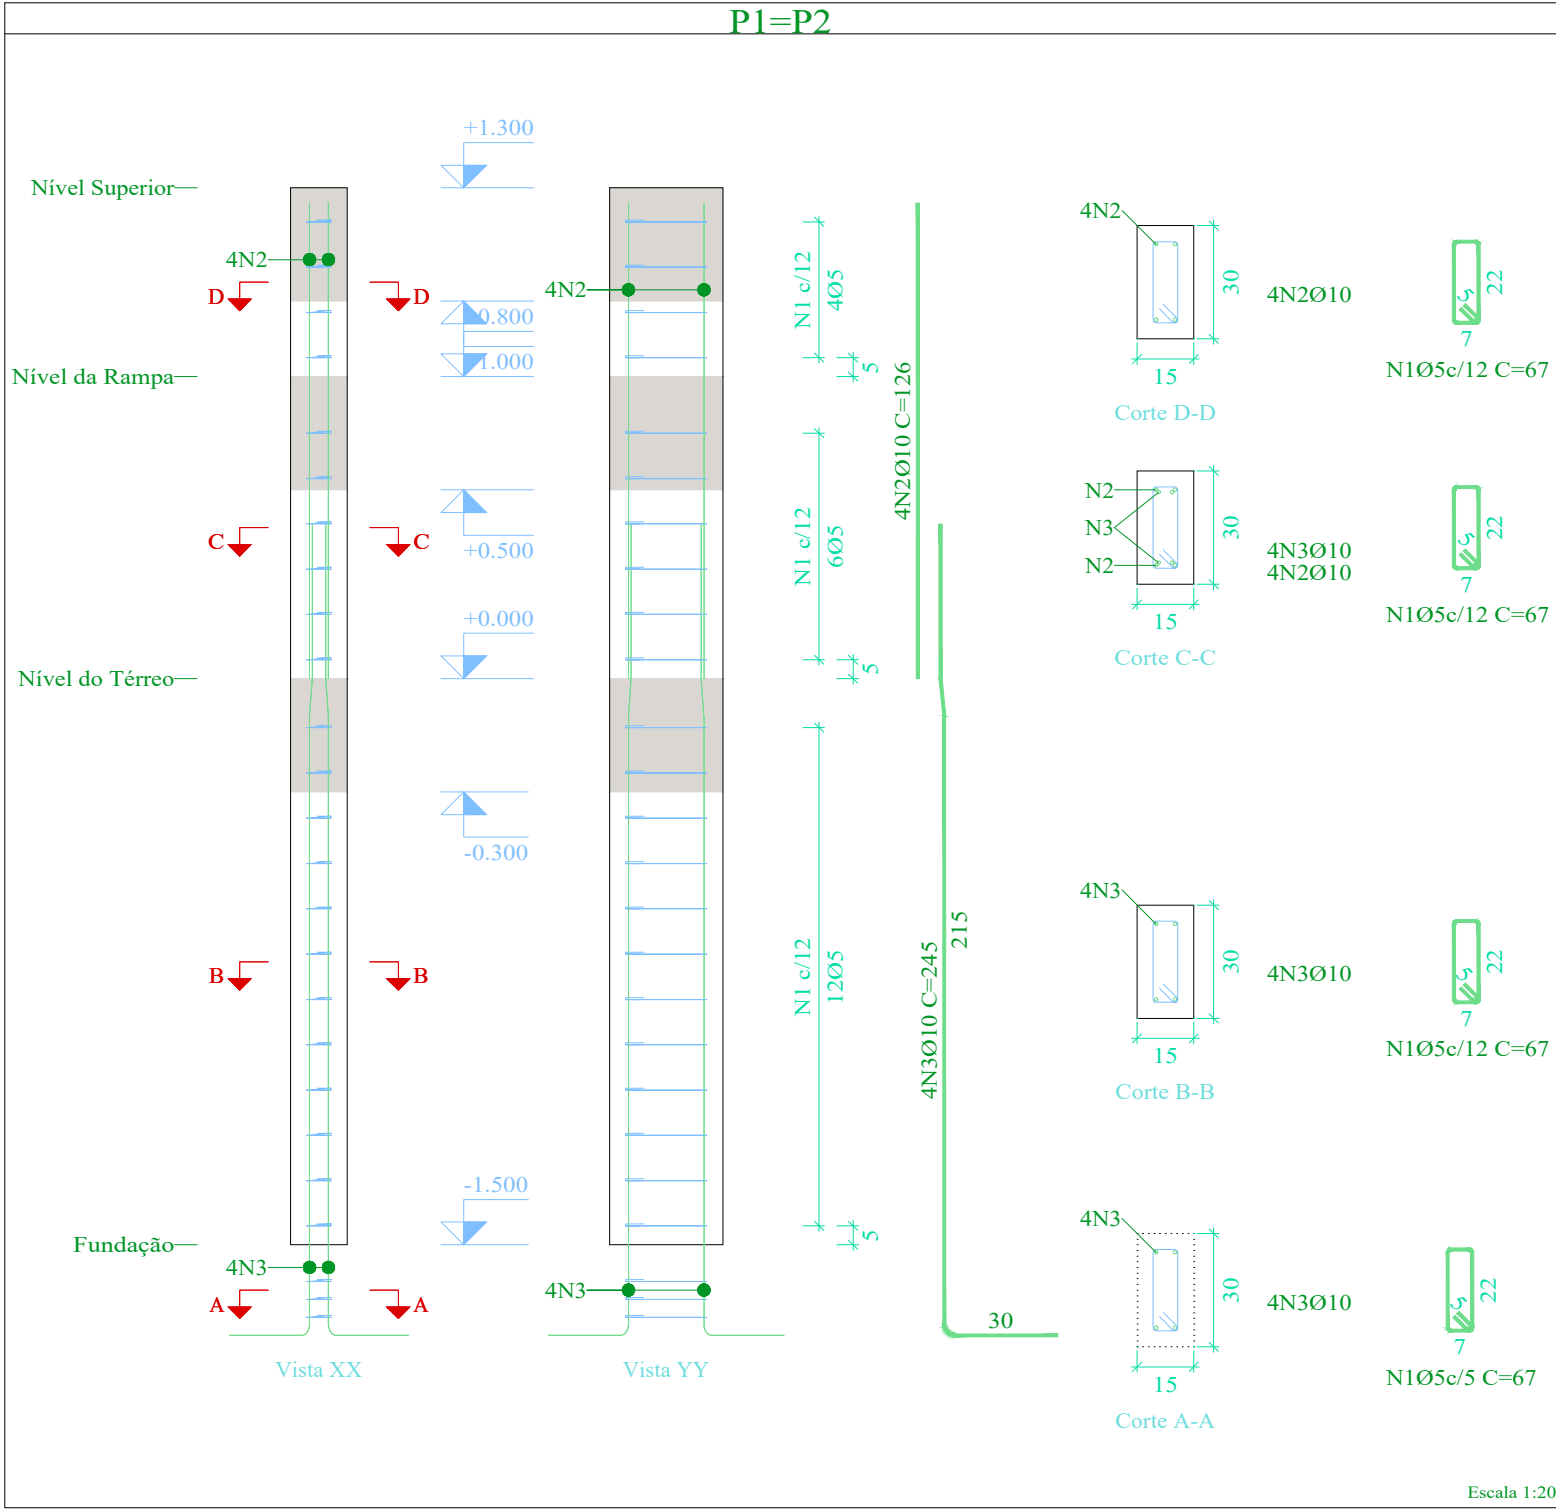 P1=P2
+1.300
Nível Superior
4N2
D
D
4N2
0.800
1.000
Nível da Rampa
N1 c/12
4Ø5
5
C
C
+0.500
N1 c/12
6Ø5
+0.000
5
Nível do Térreo
-0.300
B
B
N1 c/12
12Ø5
-1.500
5
Fundação
4N3
A
A
4N3
Vista XX
Vista YY
4N2Ø10 C=126
4N3Ø10 C=245
215
30
4N2
30
15
4N2Ø10
Corte D-D
22
5
7
N1Ø5c/12 C=67
N2
N3
N2
30
15
4N3Ø10
4N2Ø10
Corte C-C
22
5
7
N1Ø5c/12 C=67
4N3
30
15
4N3Ø10
Corte B-B
22
5
7
N1Ø5c/12 C=67
4N3
30
15
4N3Ø10
Corte A-A
22
5
7
N1Ø5c/5 C=67
Escala 1:20